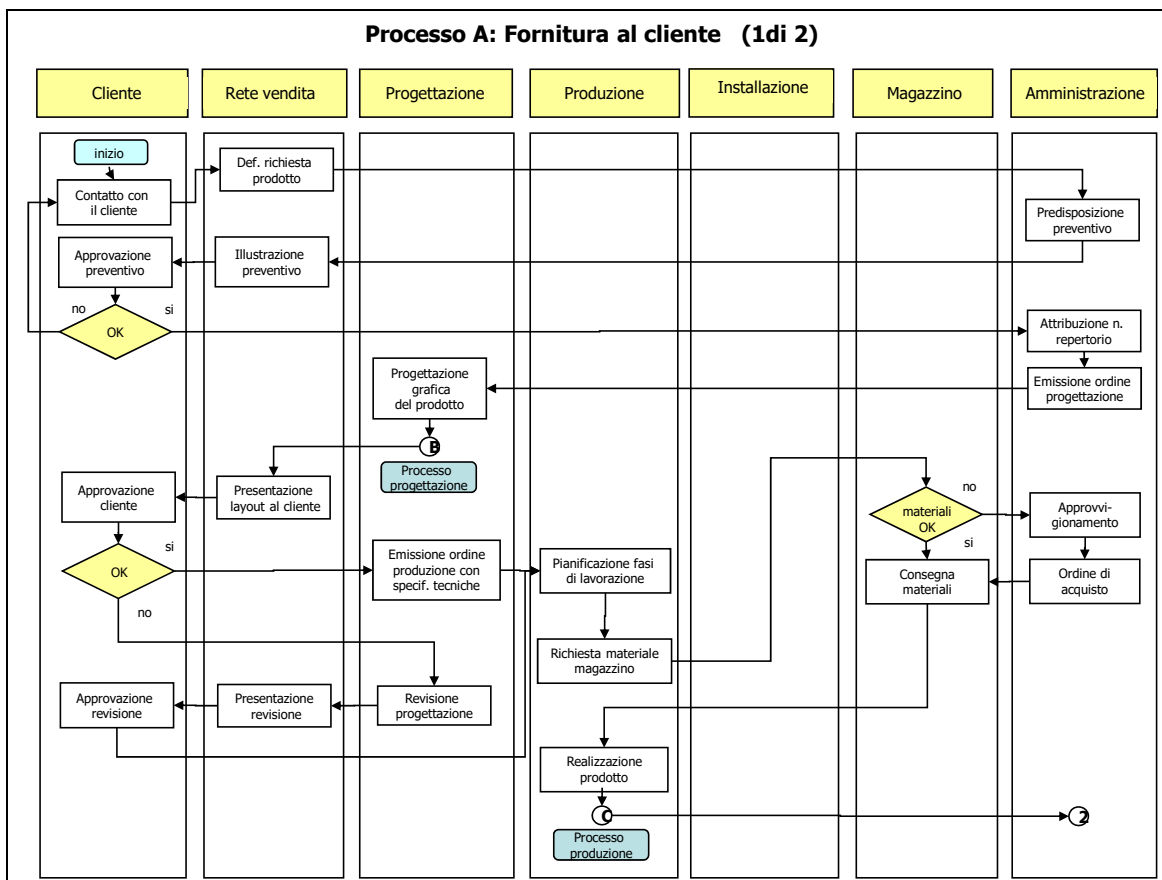 Processo A: Fornitura al cliente (1di 2)
Cliente
Rete vendita
Progettazione
Produzione
Installazione
Magazzino
Amministrazione
inizio
Contatto con
il cliente
Def. richiesta
prodotto
Predisposizione
preventivo
Approvazione
preventivo
Illustrazione
preventivo
no
si
OK
Attribuzione n.
repertorio
Progettazione
grafica
del prodotto
Emissione ordine
progettazione
B
Processo
progettazione
Approvazione
cliente
Presentazione
layout al cliente
no
materiali
OK
si
Approvvi-
gionamento
si
OK
no
Emissione ordine
produzione con
specif. tecniche
Pianificazione fasi
di lavorazione
Consegna
materiali
Ordine di
acquisto
Richiesta materiale
magazzino
Approvazione
revisione
Presentazione
revisione
Revisione
progettazione
Realizzazione
prodotto
C
2
Processo
produzione